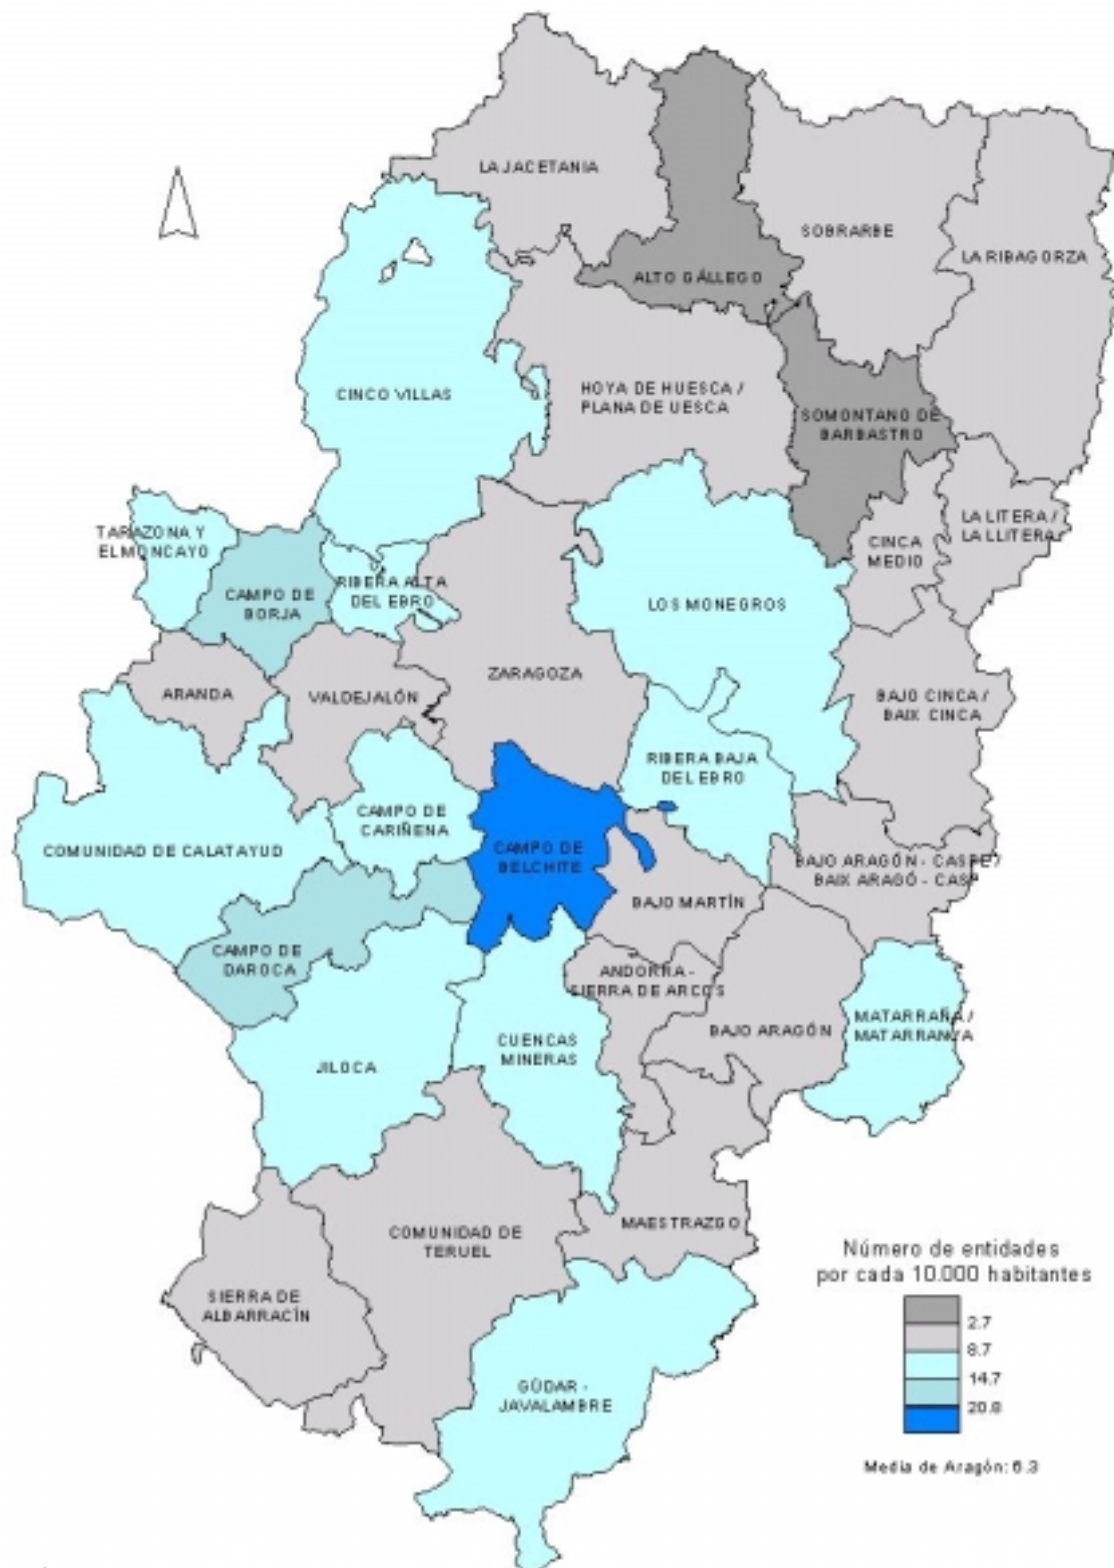 LA JACETANIA
SOBRARBE
LA RIBAGORZA
ALTO GÁLLEGO
CINCO VILLAS
HOYA DE HUESCA /
PLANA DE UESCA
SOMONTANO DE
BARBASTRO
TARAZONA Y
EL MONCAYO
LA LITERA /
LA LLITERA
CINCA
MEDIO
RIBERA ALTA
DEL EBRO
CAMPO DE
BORJA
LOS MONEGROS
ZARAGOZA
ARANDA
VALDEJALÓN
BAJO CINCA /
BAIX CINCA
RIBERA BAJA
DEL EBRO
CAMPO DE
CARIÑENA
COMUNIDAD DE CALATAYUD
CAMPO DE
BELCHITE
BAJO ARAGÓN - CASPE /
BAIX ARAGÓ - CASP
BAJO MARTÍN
CAMPO DE
DAROCA
ANDORRA -
SIERRA DE ARCOS
BAJO ARAGÓN
MATARRAÑA /
MATARRANYA
CUENCAS
MINERAS
JILOCA
MAESTRAZGO
COMUNIDAD DE
TERUEL
SIERRA DE
ALBARRACÍN
GÚDAR -
JAVALAMBRE
Número de entidades
por cada 10.000 habitantes
2.7
8.7
14.7
20.8
Media de Aragón: 6.3